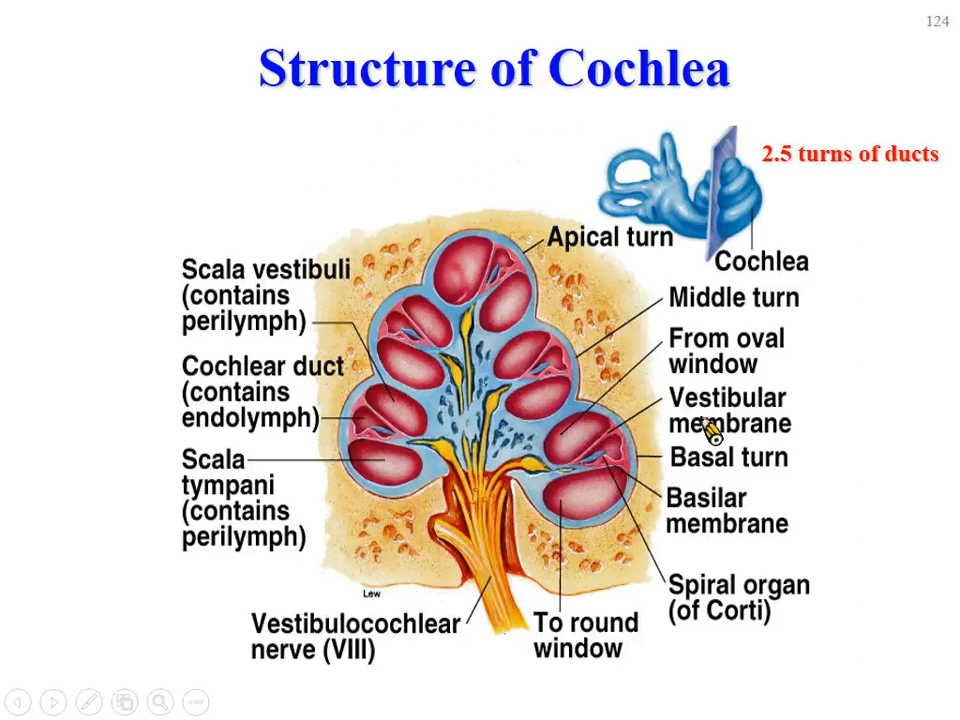 124
Structure of Cochlea
2.5 turns of ducts
Apical turn
Cochlea
Scala vestibuli
(contains
perilymph)
Middle turn
From oval
window
Cochlear duct
(contains
endolymph)
Vestibular
membrane
Scala
tympani
(contains
perilymph)
Basal turn
Basilar
membrane
Spiral organ
(of Corti)
Lew
Vestibulocochlear
nerve (VIII)
To round
window